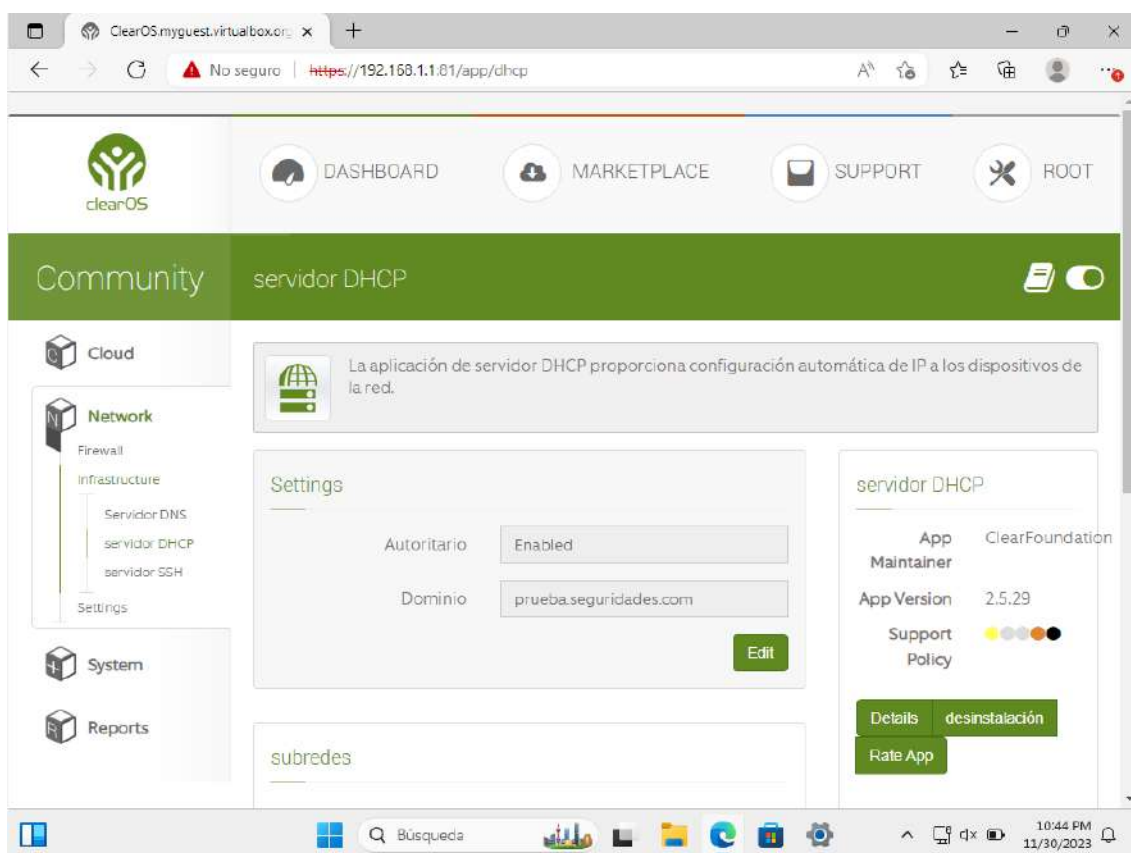 ClearOS.myguest.virtualbox.or
No seguro https://192.168.1.1:81/app/dhcp
clearOS
DASHBOARD
MARKETPLACE
SUPPORT
ROOT
Community
servidor DHCP
Cloud
Network
Firewall
Infrastructure
Servidor DNS
servidor DHCP
servidor SSH
Settings
System
Reports
La aplicación de servidor DHCP proporciona configuración automática de IP a los dispositivos de
la red.
Settings
Autoritario Enabled
Dominio prueba.seguridades.com
Edit
subredes
servidor DHCP
App
Maintainer
ClearFoundation
App Version 2.5.29
Support
Policy
Details desinstalación
Rate App
Búsqueda
10:44 PM
11/30/2023